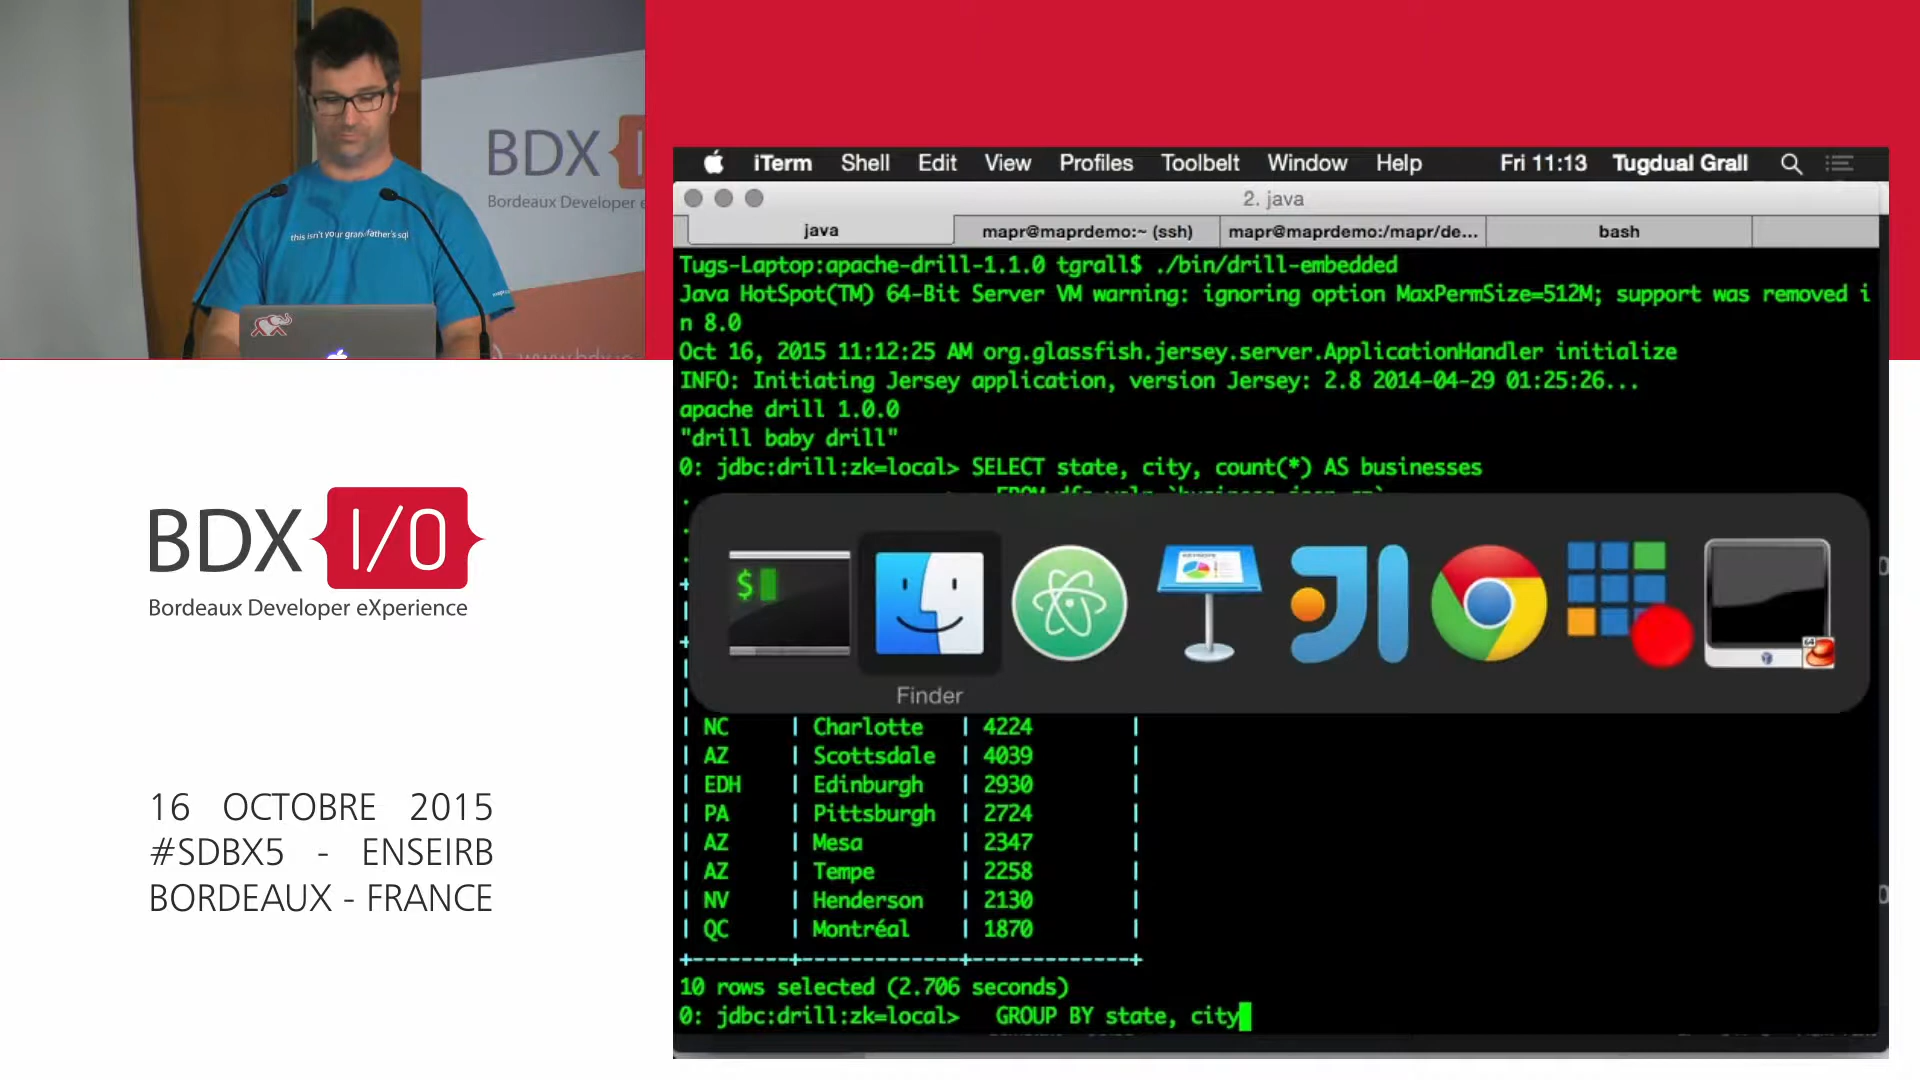 BDX
Bordeaux Developer e
this isn't your grandfather's sql
BDX I/O
Bordeaux Developer eXperience
16 OCTOBRE 2015
#SDBX5 - ENSEIRB
BORDEAUX - FRANCE
iTerm Shell Edit View Profiles Toolbelt Window Help Fri 11:13 Tugdual Grall
2. java
java mapr@maprdemo:~ (ssh) mapr@maprdemo:/mapr/de... bash
Tugs-Laptop:apache-drill-1.1.0 tgrall$ ./bin/drill-embedded
Java HotSpot(TM) 64-Bit Server VM warning: ignoring option MaxPermSize=512M; support was removed i
n 8.0
Oct 16, 2015 11:12:25 AM org.glassfish.jersey.server.ApplicationHandler initialize
INFO: Initiating Jersey application, version Jersey: 2.8 2014-04-29 01:25:26...
apache drill 1.0.0
"drill baby drill"
0: jdbc:drill:zk=local> SELECT state, city, count(*) AS businesses
$
Finder
| NC | Charlotte | 4224 |
| AZ | Scottsdale | 4039 |
| EDH | Edinburgh | 2930 |
| PA | Pittsburgh | 2724 |
| AZ | Mesa | 2347 |
| AZ | Tempe | 2258 |
| NV | Henderson | 2130 |
| QC | Montréal | 1870 |
+--------+-------------+-------------+
10 rows selected (2.706 seconds)
0: jdbc:drill:zk=local> GROUP BY state, city